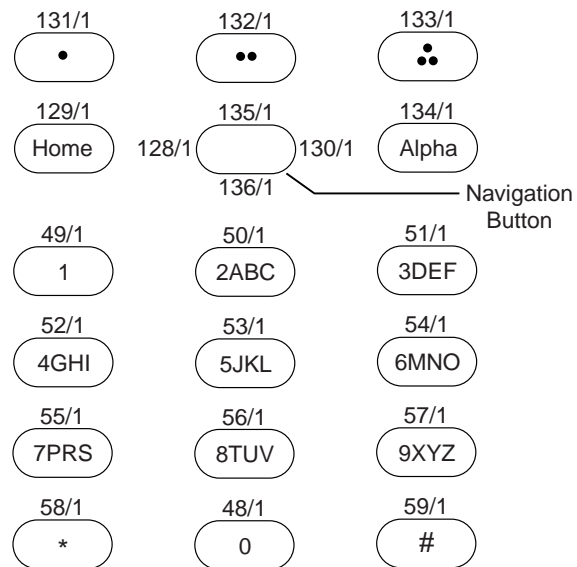 131/1 132/1 133/1
• •• •••
129/1 135/1 134/1
Home 128/1 130/1 Alpha
136/1
Navigation
Button
49/1 50/1 51/1
1 2ABC 3DEF
52/1 53/1 54/1
4GHI 5JKL 6MNO
55/1 56/1 57/1
7PRS 8TUV 9XYZ
58/1 48/1 59/1
* 0 #